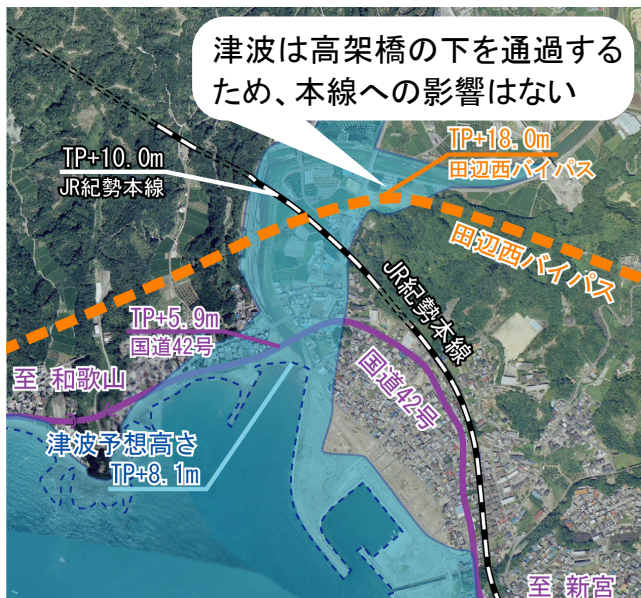 津波は高架橋の下を通過する
ため、本線への影響はない
TP+18.0m
田辺西バイパス
TP+10.0m
JR紀勢本線
田辺西バイパス
JR紀勢本線
TP+5.9m
国道42号
至 和歌山
国道42号
津波予想高さ
TP+8.1m
至 新宮